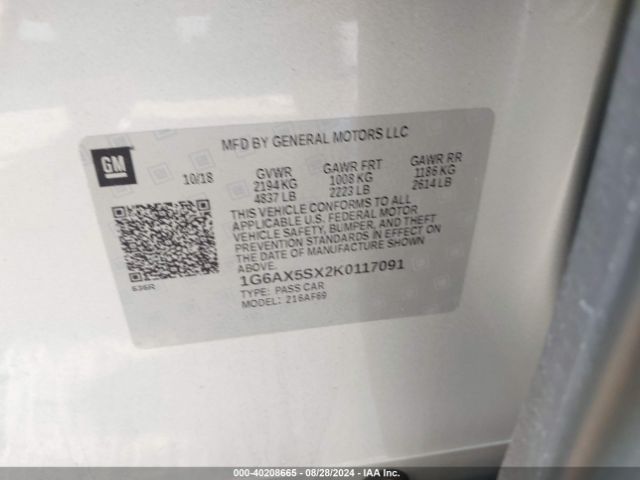 GM
MFD BY GENERAL MOTORS LLC
10/18
GVWR
2194 KG
4837 LB
GAWR FRT
1008 KG
2223 LB
GAWR RR
1186 KG
2614 LB
THIS VEHICLE CONFORMS TO ALL
APPLICABLE U.S. FEDERAL MOTOR
VEHICLE SAFETY, BUMPER, AND THEFT
PREVENTION STANDARDS IN EFFECT ON
THE DATE OF MANUFACTURE SHOWN
ABOVE.
1G6AX5SX2K0117091
TYPE: PASS CAR
MODEL: 216AF69
636R
000-40208665 / 08/28/2024 - IAA Inc.